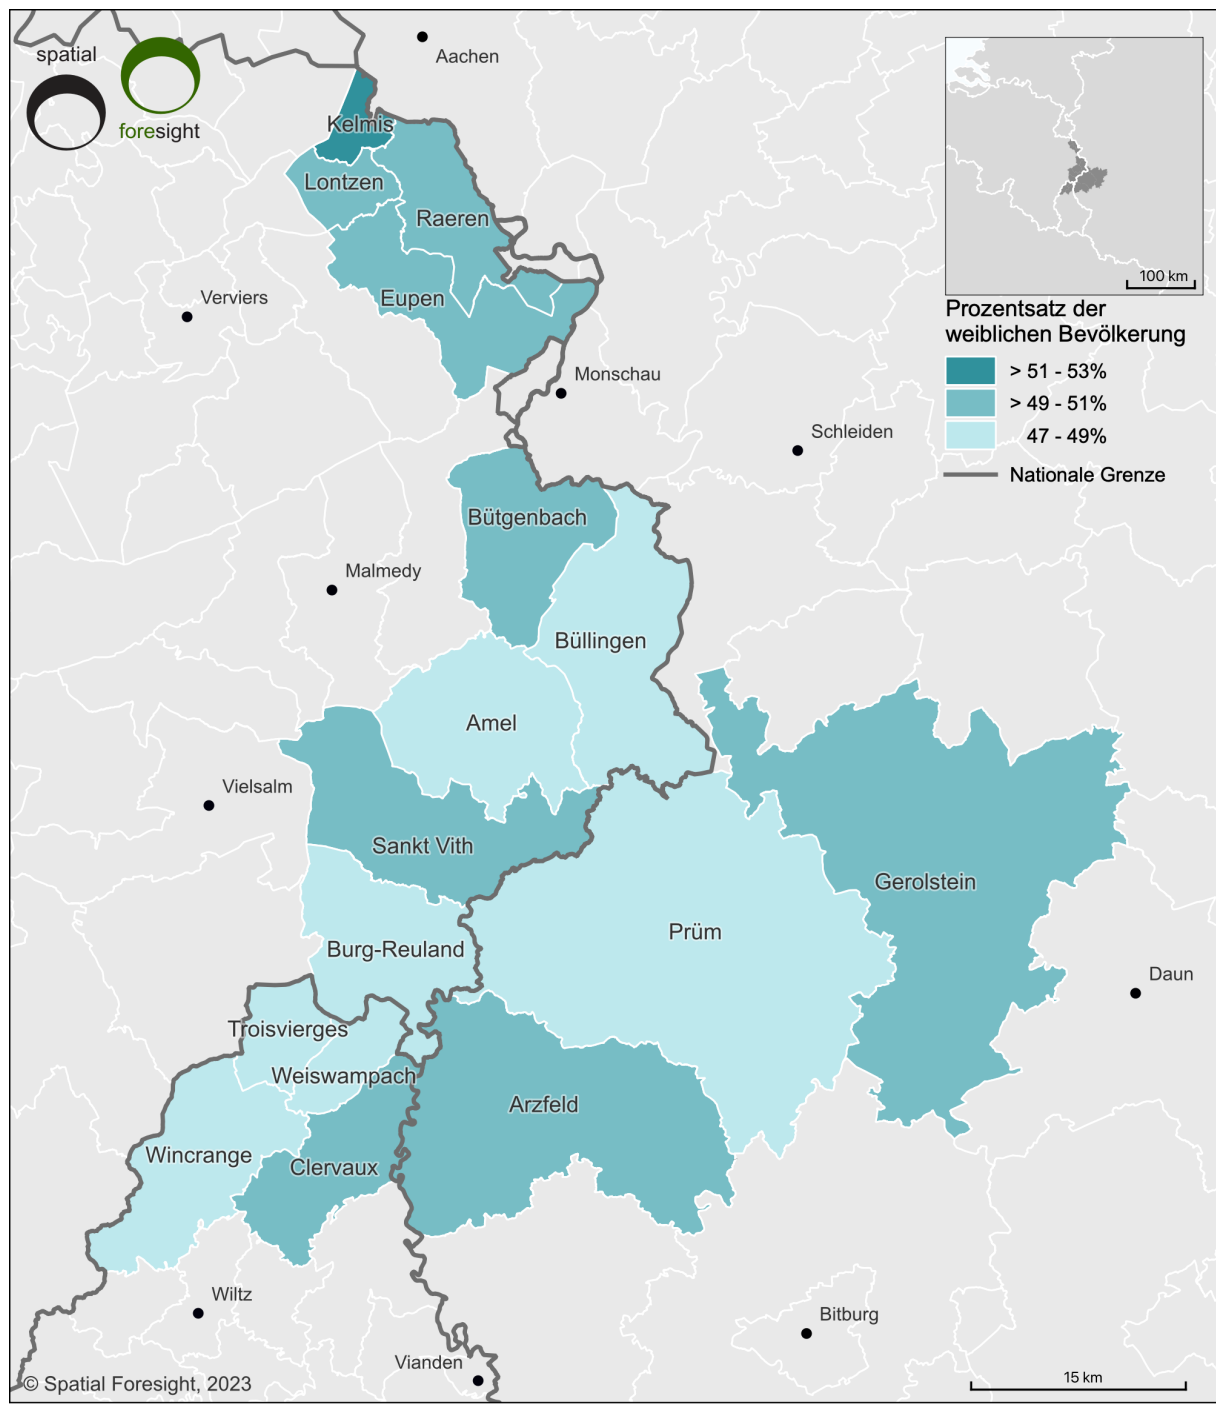 spatial
foresight
Aachen
Kelmis
Lontzen
Raeren
Verviers
Eupen
100 km
Prozentsatz der
weiblichen Bevölkerung
> 51 - 53%
> 49 - 51%
47 - 49%
Nationale Grenze
Monschau
Schleiden
Bütgenbach
Malmedy
Büllingen
Amel
Vielsalm
Sankt Vith
Gerolstein
Prüm
Burg-Reuland
Daun
Troisvierges
Weiswampach
Arzfeld
Wincrange
Clervaux
Wiltz
Bitburg
Vianden
15 km
© Spatial Foresight, 2023